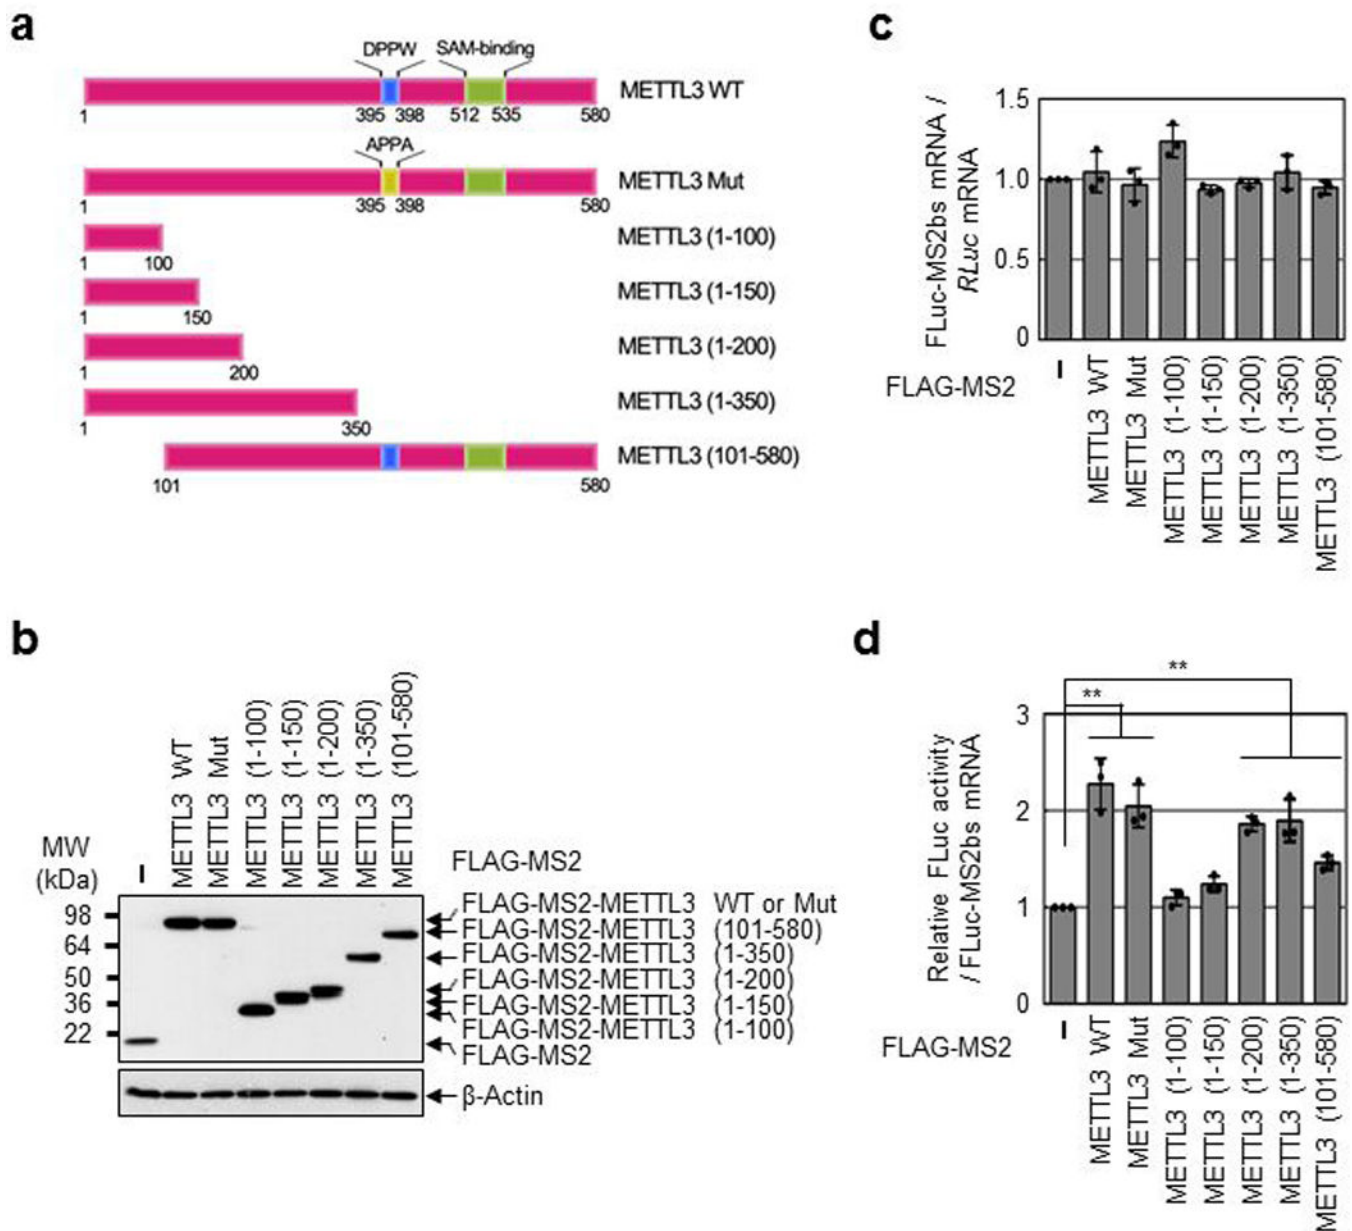 a
DPPW SAM-binding
METTL3 WT
1 395 398 512 535 580
APPA
METTL3 Mut
1 395 398 580
METTL3 (1-100)
1 100
METTL3 (1-150)
1 150
METTL3 (1-200)
1 200
METTL3 (1-350)
1 350
METTL3 (101-580)
101 580
b
MW
(kDa)
98
64
50
36
22
–
METTL3 WT
METTL3 Mut
METTL3 (1-100)
METTL3 (1-150)
METTL3 (1-200)
METTL3 (1-350)
METTL3 (101-580)
FLAG-MS2
FLAG-MS2-METTL3 WT or Mut
FLAG-MS2-METTL3 (101-580)
FLAG-MS2-METTL3 (1-350)
FLAG-MS2-METTL3 (1-200)
FLAG-MS2-METTL3 (1-150)
FLAG-MS2-METTL3 (1-100)
FLAG-MS2
β-Actin
c
FLuc-MS2bs mRNA /
RLuc mRNA
1.5
1.0
0.5
0
FLAG-MS2
–
METTL3 WT
METTL3 Mut
METTL3 (1-100)
METTL3 (1-150)
METTL3 (1-200)
METTL3 (1-350)
METTL3 (101-580)
d
**
**
Relative FLuc activity
/ FLuc-MS2bs mRNA
3
2
1
0
FLAG-MS2
–
METTL3 WT
METTL3 Mut
METTL3 (1-100)
METTL3 (1-150)
METTL3 (1-200)
METTL3 (1-350)
METTL3 (101-580)